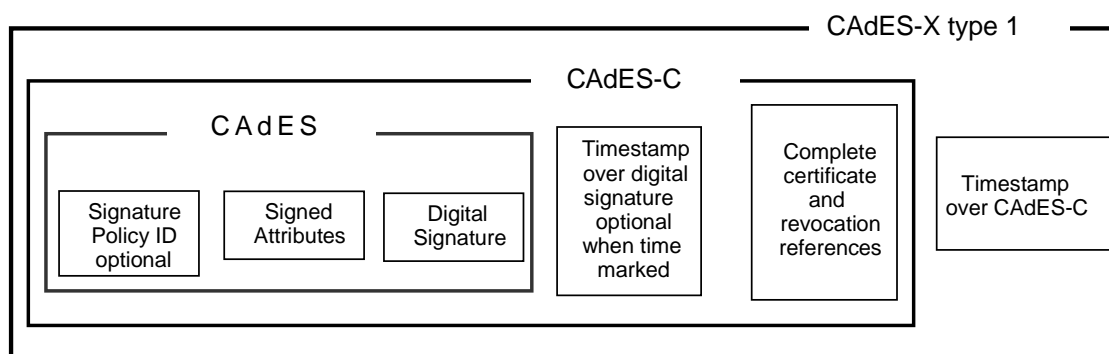 CAdES-X type 1
CAdES-C
CAdES
Signature
Policy ID
optional
Signed
Attributes
Digital
Signature
Timestamp
over digital
signature
optional
when time
marked
Complete
certificate
and
revocation
references
Timestamp
over CAdES-C